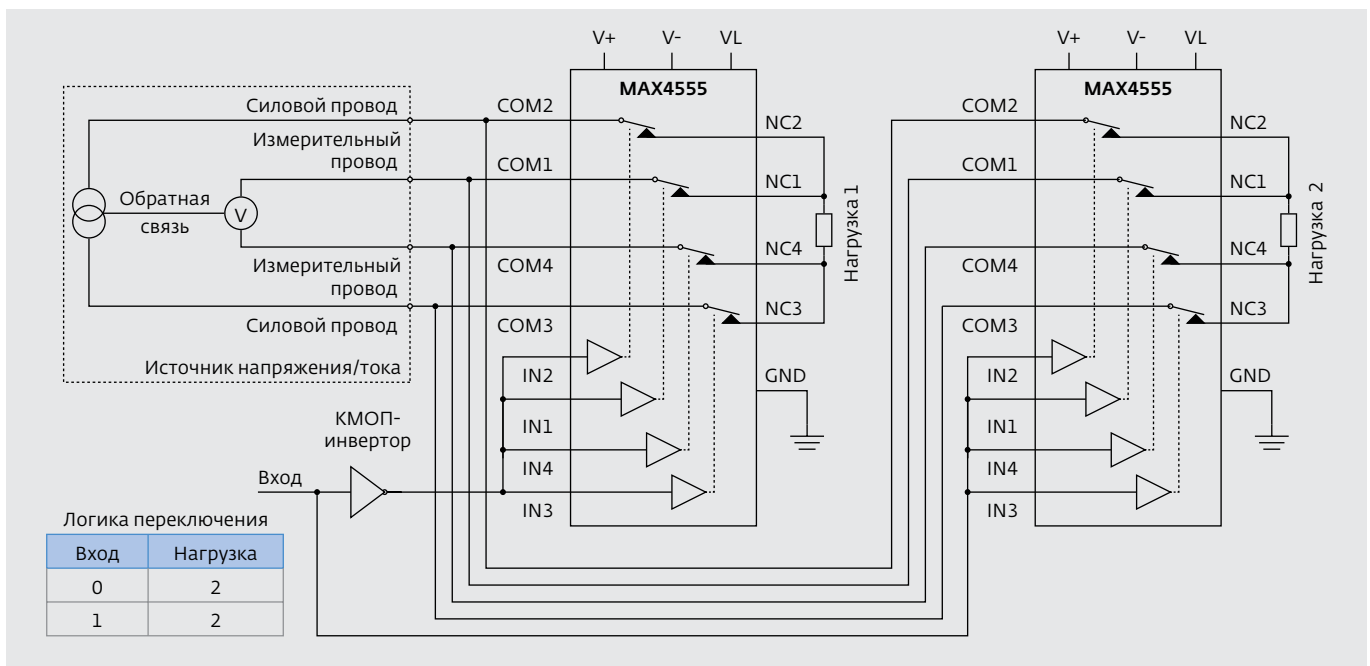 V+ V- VL
MAX4555
Силовой провод
COM2
NC2
Измерительный
провод
COM1
NC1
Обратная
связь
V
Нагрузка 1
Измерительный
провод
COM4
NC4
Силовой провод
COM3
NC3
Источник напряжения/тока
IN2
GND
IN1
IN4
IN3
КМОП-
инвертор
Вход
V+ V- VL
MAX4555
COM2
NC2
COM1
NC1
Нагрузка 2
COM4
NC4
COM3
NC3
IN2
GND
IN1
IN4
IN3
Логика переключения
Вход Нагрузка
0 2
1 2